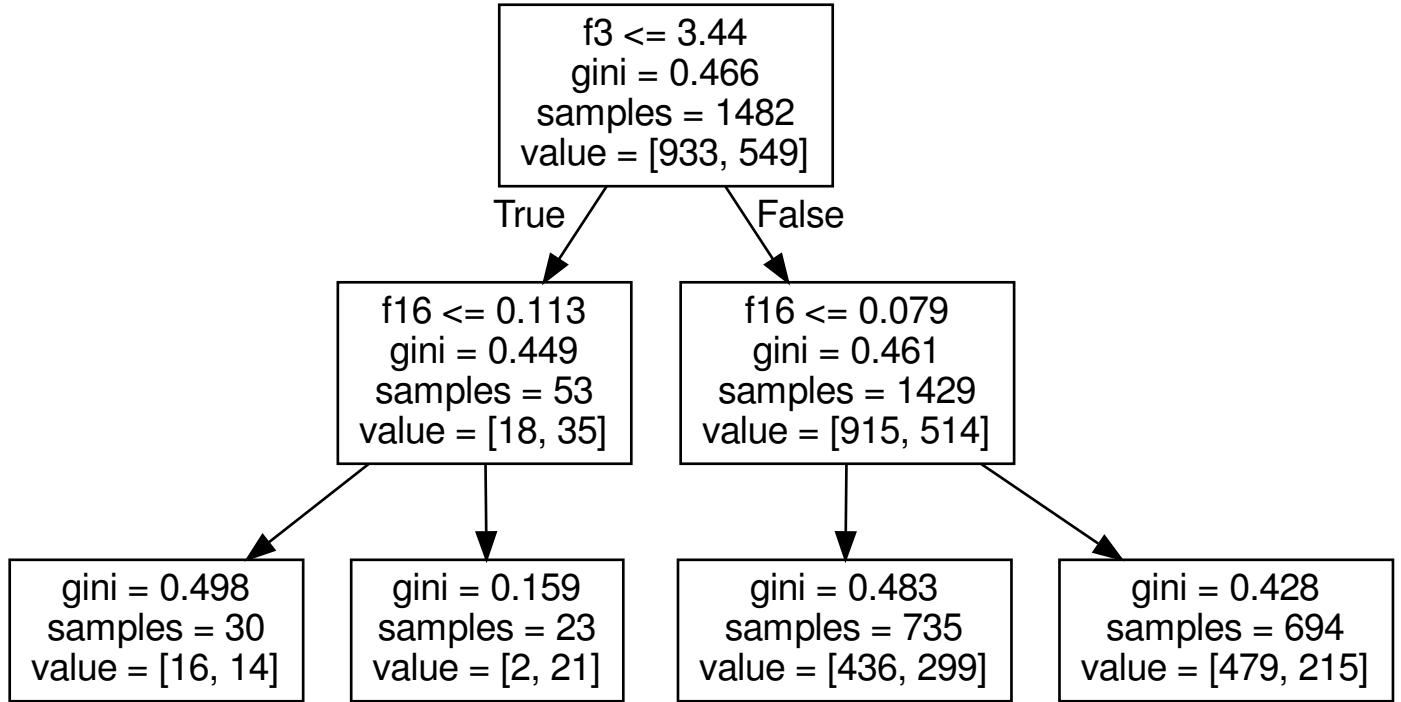 f3 <= 3.44
gini = 0.466
samples = 1482
value = [933, 549]
True
False
f16 <= 0.113
gini = 0.449
samples = 53
value = [18, 35]
f16 <= 0.079
gini = 0.461
samples = 1429
value = [915, 514]
gini = 0.498
samples = 30
value = [16, 14]
gini = 0.159
samples = 23
value = [2, 21]
gini = 0.483
samples = 735
value = [436, 299]
gini = 0.428
samples = 694
value = [479, 215]